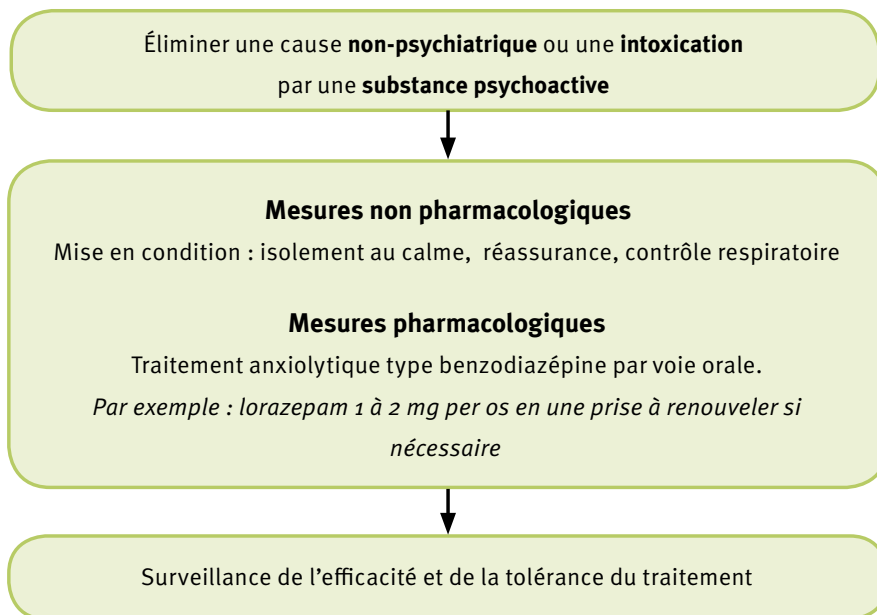 Éliminer une cause non-psychiatrique ou une intoxication
par une substance psychoactive
Mesures non pharmacologiques
Mise en condition : isolement au calme, réassurance, contrôle respiratoire
Mesures pharmacologiques
Traitement anxiolytique type benzodiazépine par voie orale.
Par exemple : lorazepam 1 à 2 mg per os en une prise à renouveler si
nécessaire
Surveillance de l’efficacité et de la tolérance du traitement